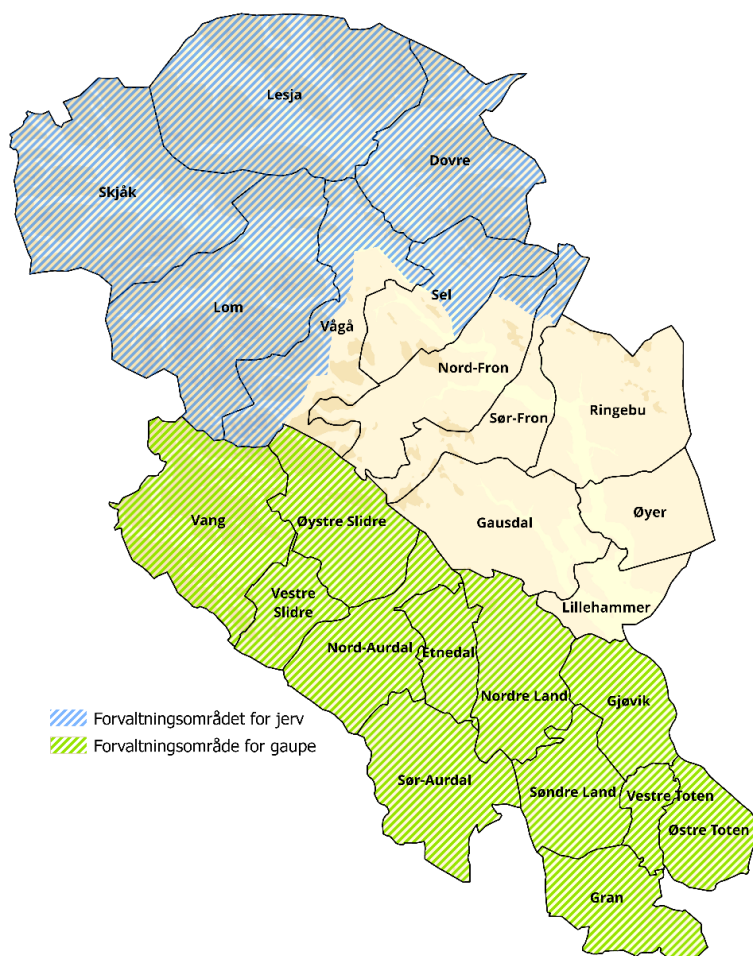 Lesja
Dovre
Skjåk
Sel
Lom
Vågå
Nord-Fron
Ringebu
Sør-Fron
Øyer
Vang
Øystre Slidre
Gausdal
Vestre
Slidre
Lillehammer
Nord-Aurdal
Etnedal
Nordre Land
Gjøvik
Forvaltningsområdet for jerv
Forvaltningsområde for gaupe
Sør-Aurdal
Søndre Land
Vestre Toten
Østre Toten
Gran